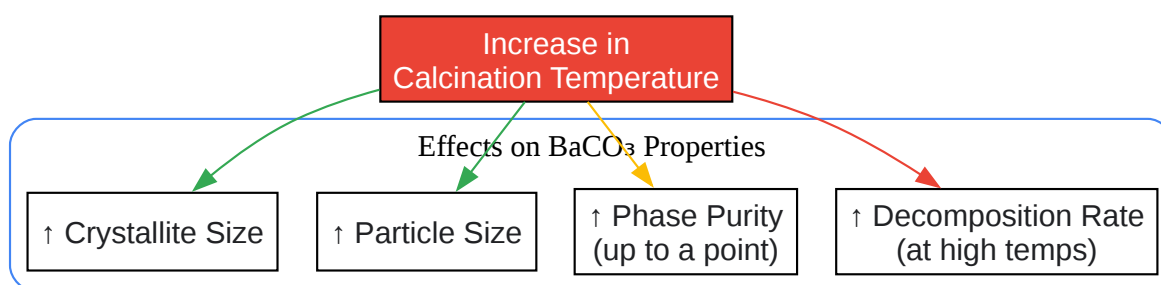 Increase in
Calcination Temperature
Effects on BaCO₃ Properties
↑ Crystallite Size
↑ Particle Size
↑ Phase Purity
(up to a point)
↑ Decomposition Rate
(at high temps)